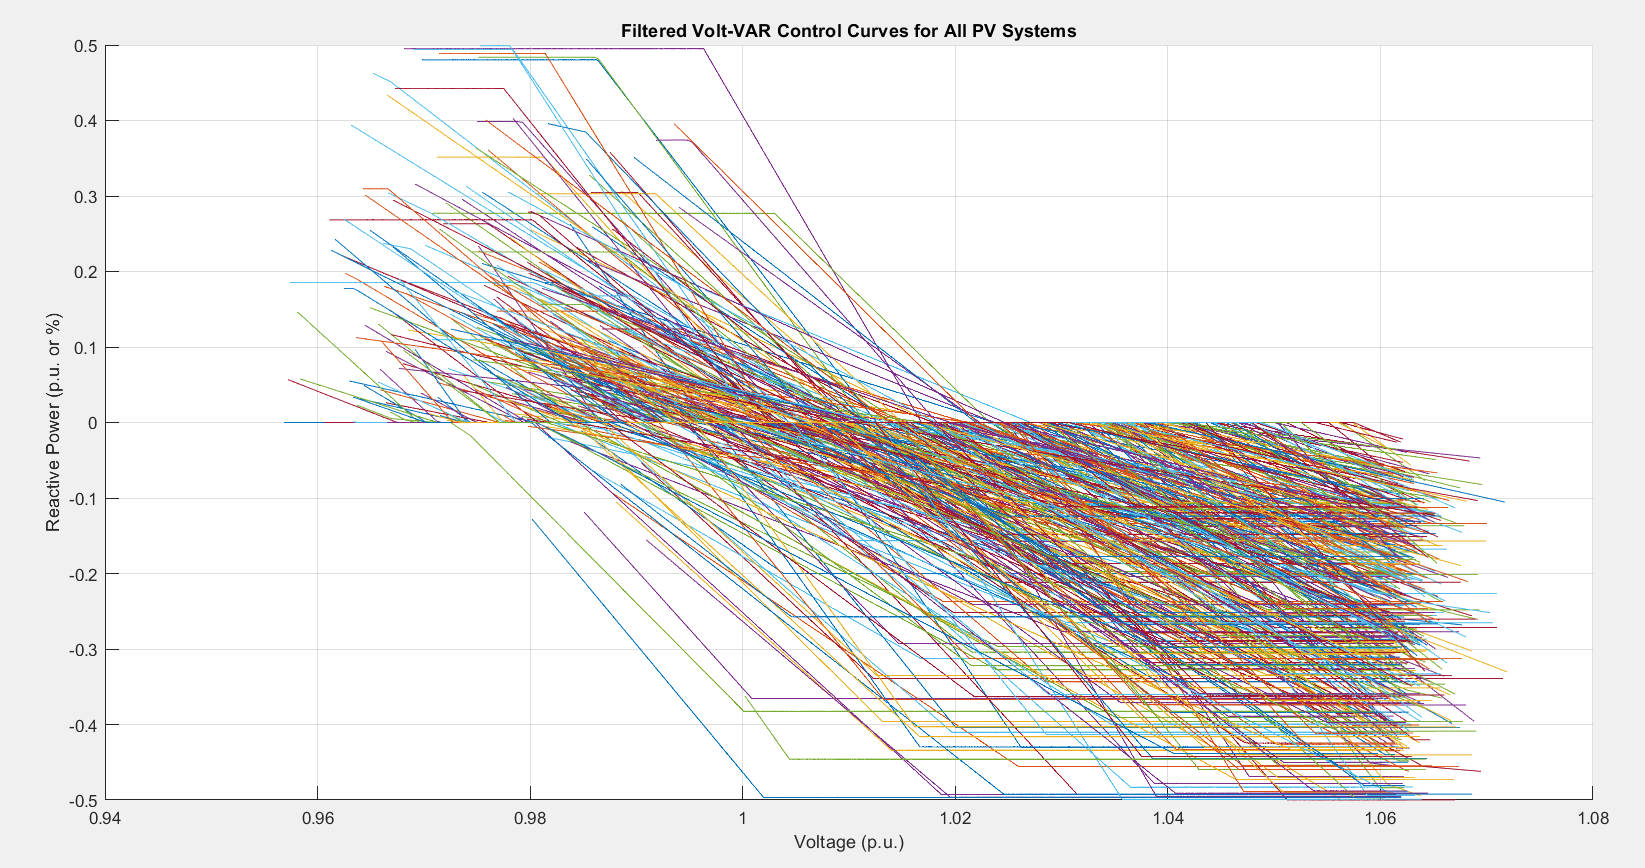 Filtered Volt-VAR Control Curves for All PV Systems
0.5
0.4
0.3
0.2
0.1
0
-0.1
-0.2
-0.3
-0.4
-0.5
Reactive Power (p.u. or %)
0.94 0.96 0.98 1 1.02 1.04 1.06 1.08
Voltage (p.u.)